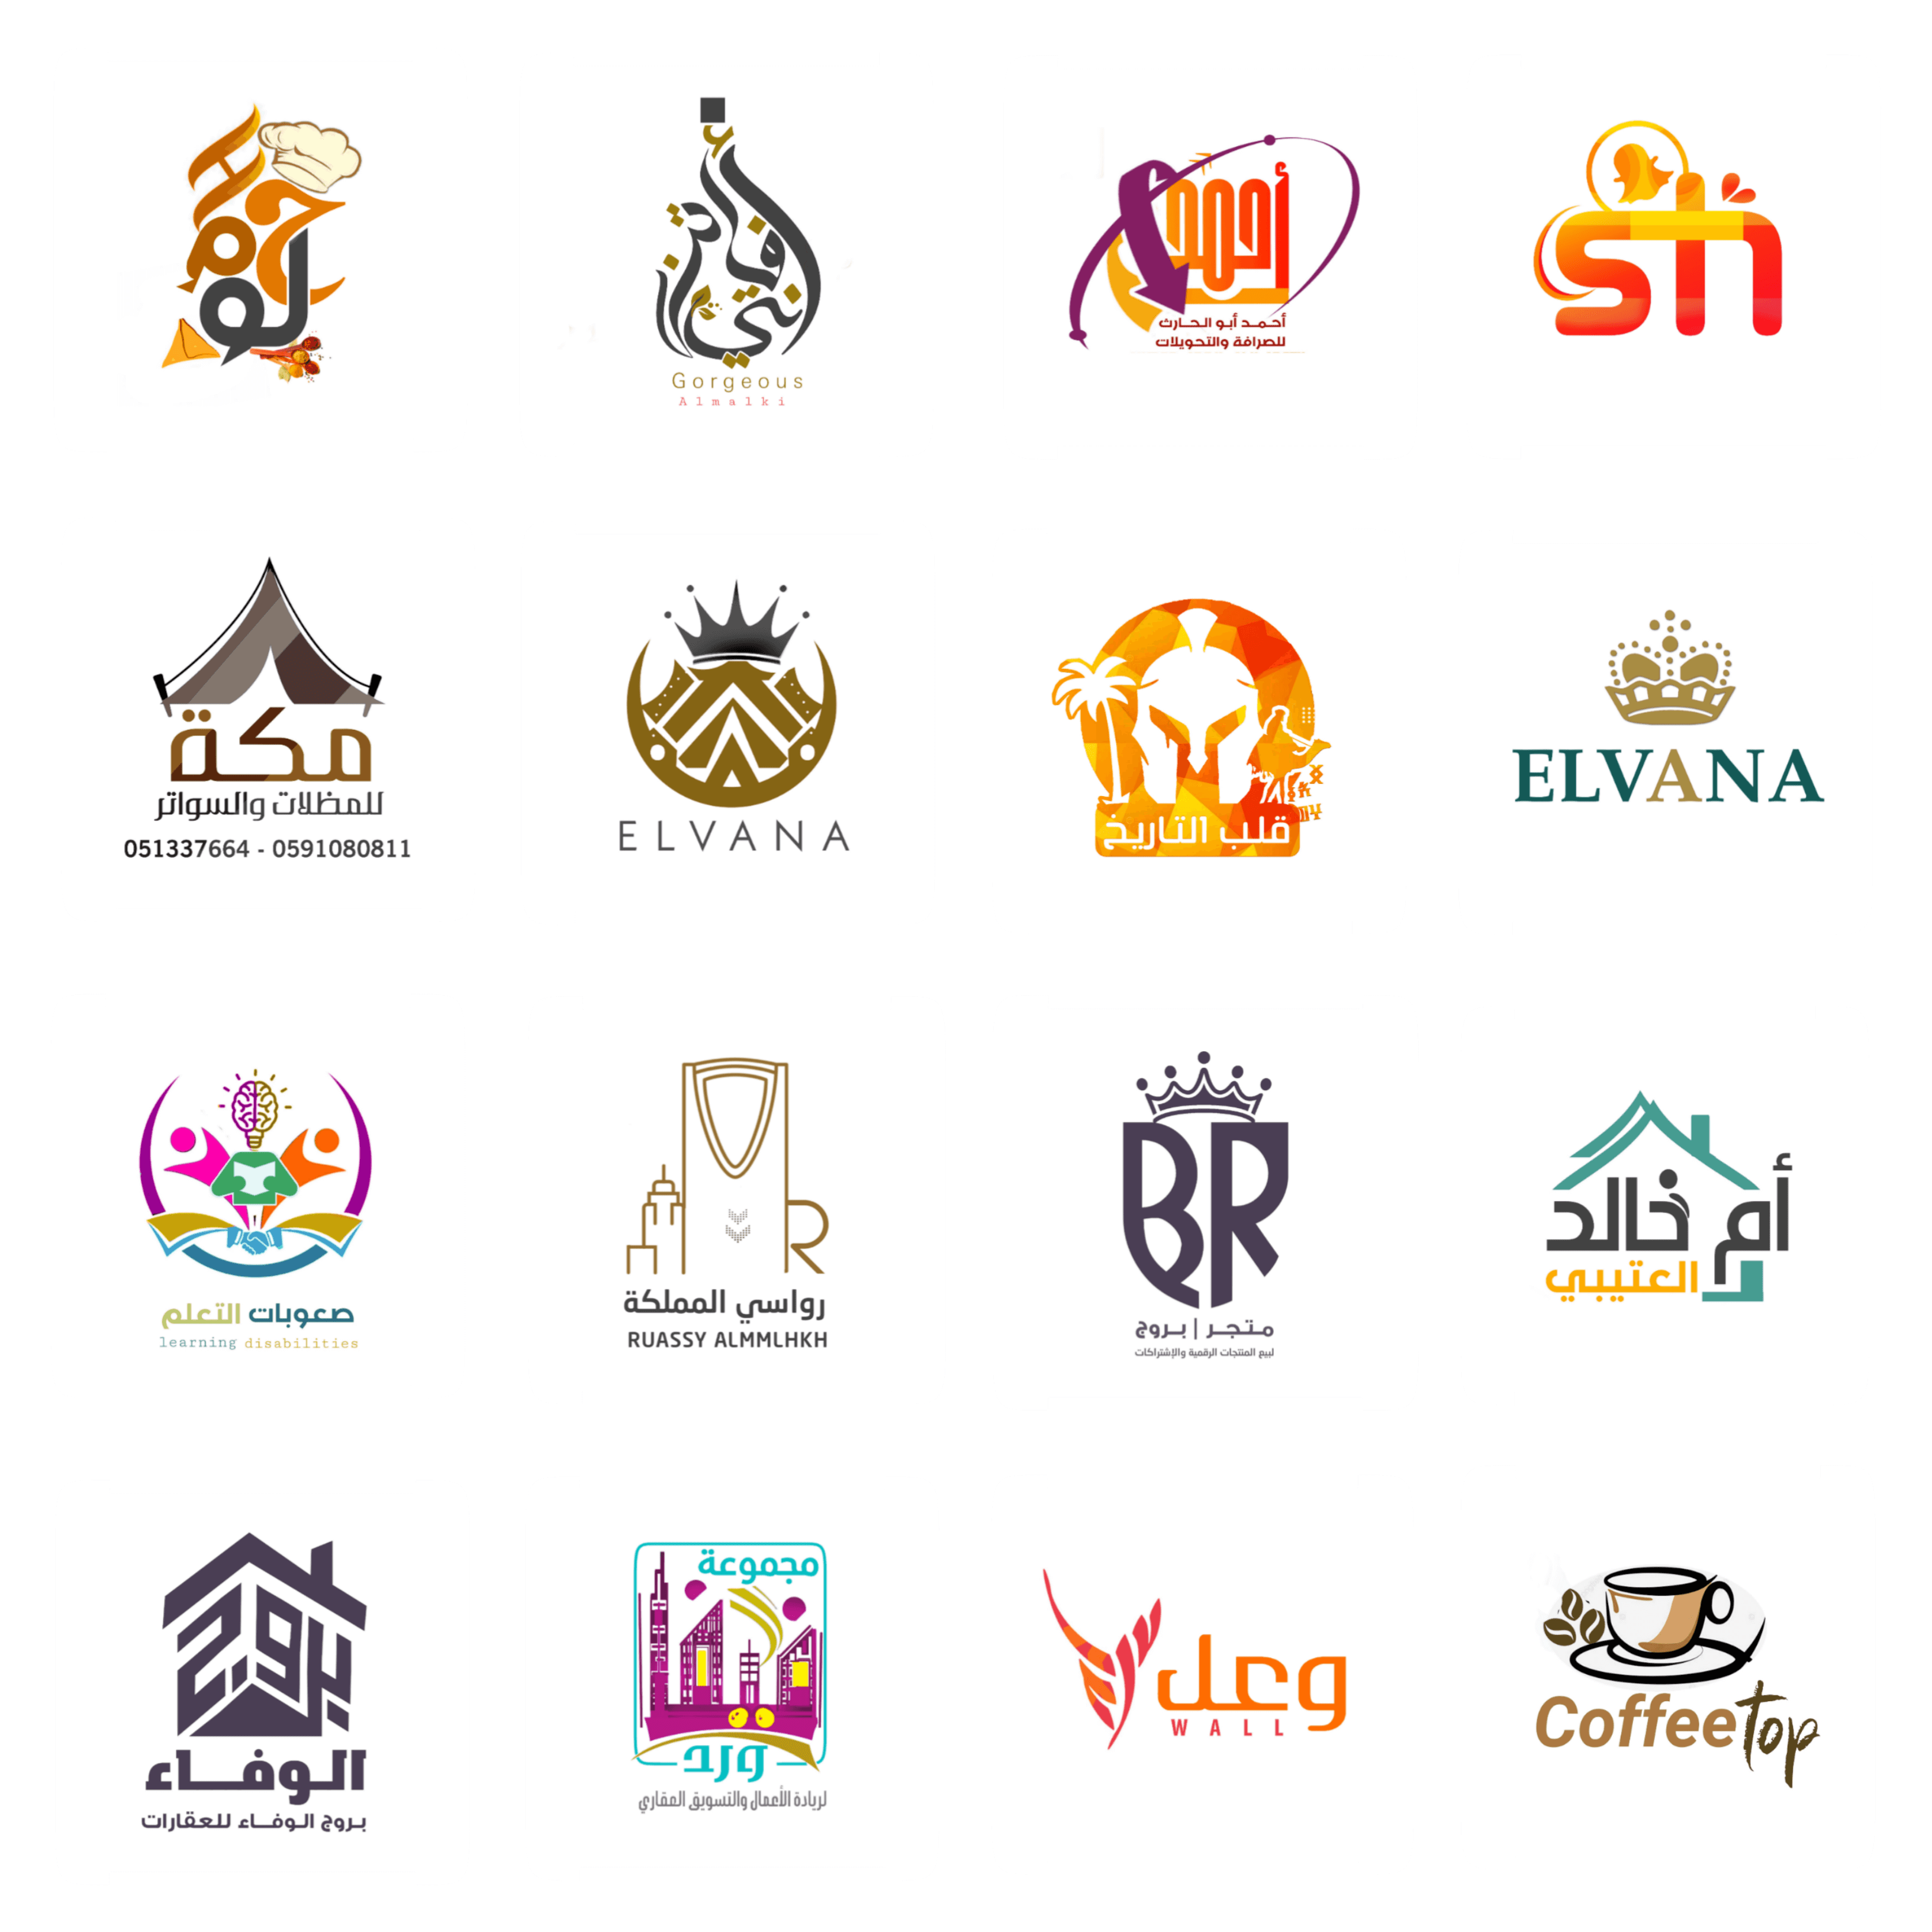 Gorgeous
Almalki
أحمد
أحمد أبو الحارث
للصرافة والتحويلات
sh
مكة
للمظلات والسواتر
051337664 - 0591080811
ELVANA
قلب التاريخ
ELVANA
صعوبات التعلم
learning disabilities
رواسي المملكة
RUASSY ALMMLHKH
BR
متجر | بروج
لبيع المنتجات الرقمية والإشتراكات
أم خالد
العتيبي
بروج
الوفاء
بروج الوفاء للعقارات
مجموعة
ورد
لريادة الأعمال والتسويق العقاري
وعل
WALL
Coffee top